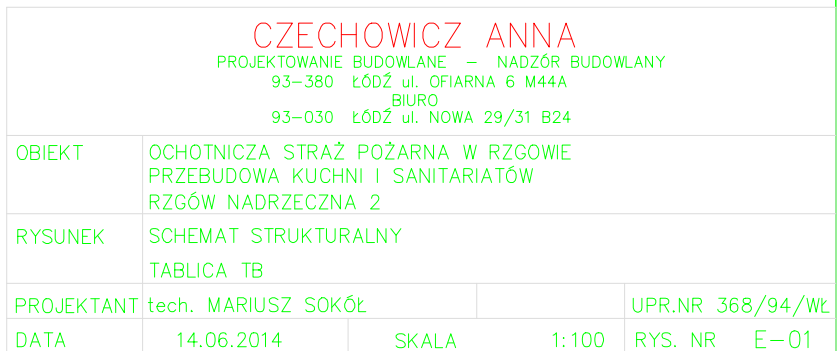 CZECHOWICZ ANNA
PROJEKTOWANIE BUDOWLANE – NADZÓR BUDOWLANY
93–380 ŁÓDŹ ul. OFIARNA 6 M44A
BIURO
93–030 ŁÓDŹ ul. NOWA 29/31 B24
OBIEKT OCHOTNICZA STRAŻ POŻARNA W RZGOWIE
PRZEBUDOWA KUCHNI I SANITARIATÓW
RZGÓW NADRZECZNA 2
RYSUNEK SCHEMAT STRUKTURALNY
TABLICA TB
PROJEKTANT tech. MARIUSZ SOKÓŁ UPR.NR 368/94/WŁ
DATA 14.06.2014 SKALA 1:100 RYS. NR E–01